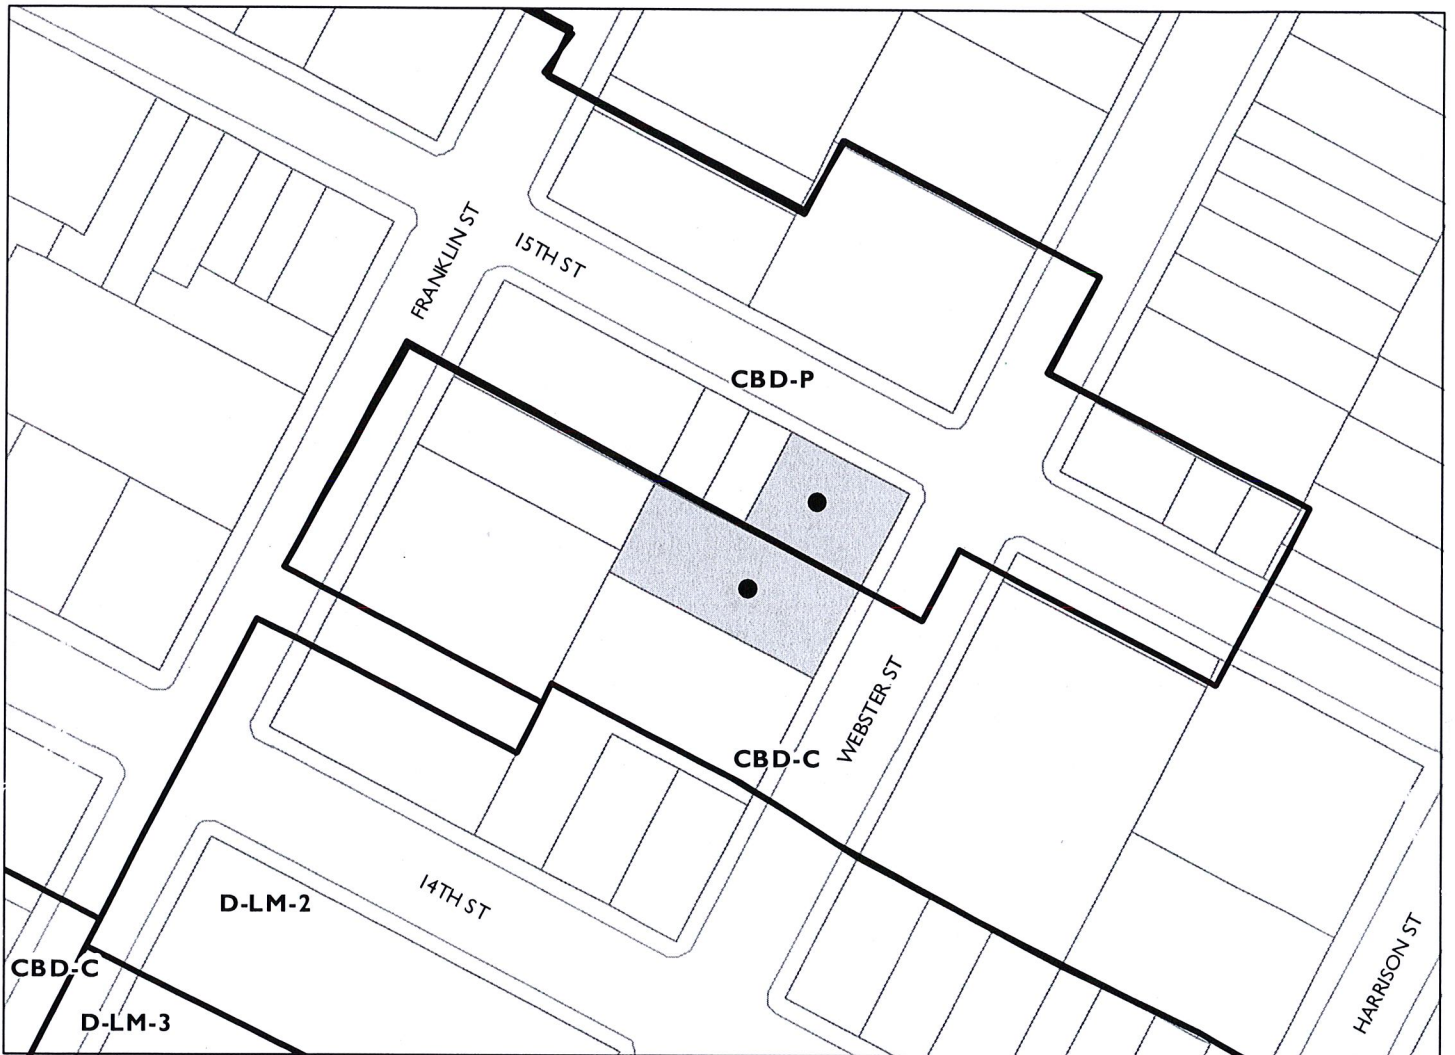 FRANKLIN ST
15TH ST
CBD-P
WEBSTER ST
CBD-C
14TH ST
D-LM-2
HARRISON ST
CBD-C
D-LM-3